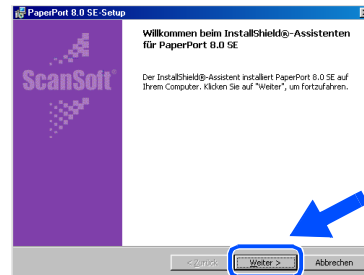 PaperPort 8.0 SE-Setup
Willkommen beim InstallShield®-Assistenten
für PaperPort 8.0 SE
ScanSoft®
Der InstallShield®-Assistent installiert PaperPort 8.0 SE auf
Ihrem Computer. Klicken Sie auf "Weiter", um fortzufahren.
< Zurück
Weiter >
Abbrechen